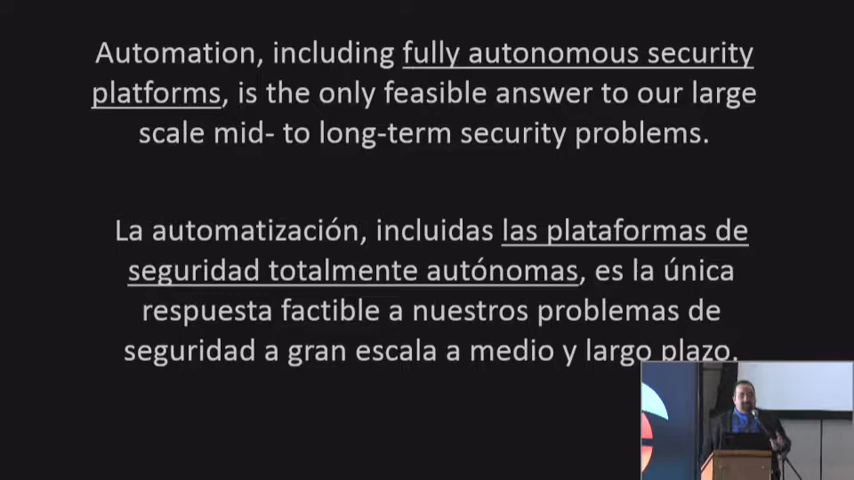 Automation, including fully autonomous security
platforms, is the only feasible answer to our large
scale mid- to long-term security problems.
La automatización, incluidas las plataformas de
seguridad totalmente autónomas, es la única
respuesta factible a nuestros problemas de
seguridad a gran escala a medio y largo plazo.